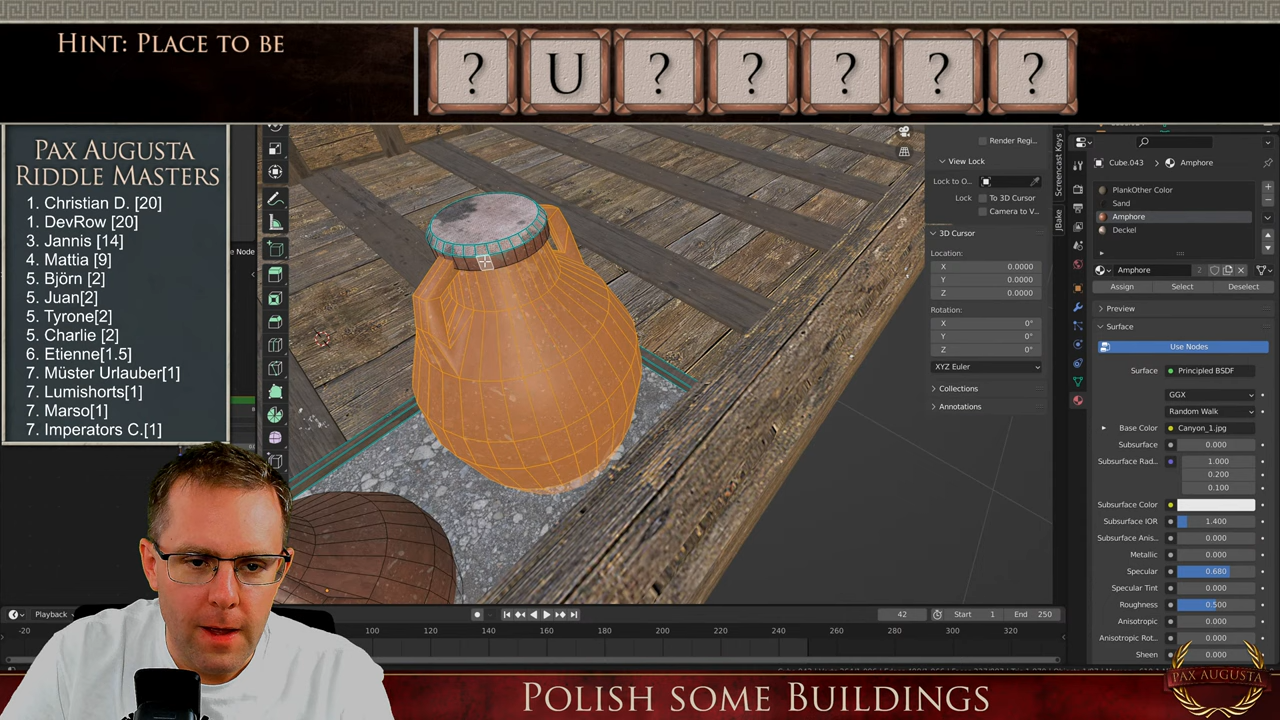 Hint: Place to be
? U ? ? ? ? ?
Pax Augusta
Riddle Masters
1. Christian D. [20]
1. DevRow [20]
3. Jannis [14]
4. Mattia [9]
5. Björn [2]
5. Juan[2]
5. Tyrone[2]
5. Charlie [2]
6. Etienne[1.5]
7. Müster Urlauber[1]
7. Lumishorts[1]
7. Marso[1]
7. Imperators C.[1]
e Node
Render Regi...
View Lock
Lock to O...
Lock To 3D Cursor
Camera to V...
3D Cursor
Location:
X 0.0000
Y 0.0000
Z 0.0000
Rotation:
X 0°
Y 0°
Z 0°
XYZ Euler
Collections
Annotations
Screencast Keys
JBake
Cube.043 > Amphore
PlankOther Color
Sand
Amphore
Deckel
Amphore 2
Assign Select Deselect
Preview
Surface
Use Nodes
Surface Principled BSDF
GGX
Random Walk
Base Color Canyon_1.jpg
Subsurface 0.000
Subsurface Rad... 1.000
0.200
0.100
Subsurface Color
Subsurface IOR 1.400
Subsurface Anis... 0.000
Metallic 0.000
Specular 0.680
Specular Tint 0.000
Roughness 0.500
Anisotropic 0.000
Anisotropic Rot... 0.000
Sheen 0.000
Playback
42 Start 1 End 250
-20 100 120 140 160 180 200 220 240 260 280 300 320
Polish some Buildings
Pax Augusta